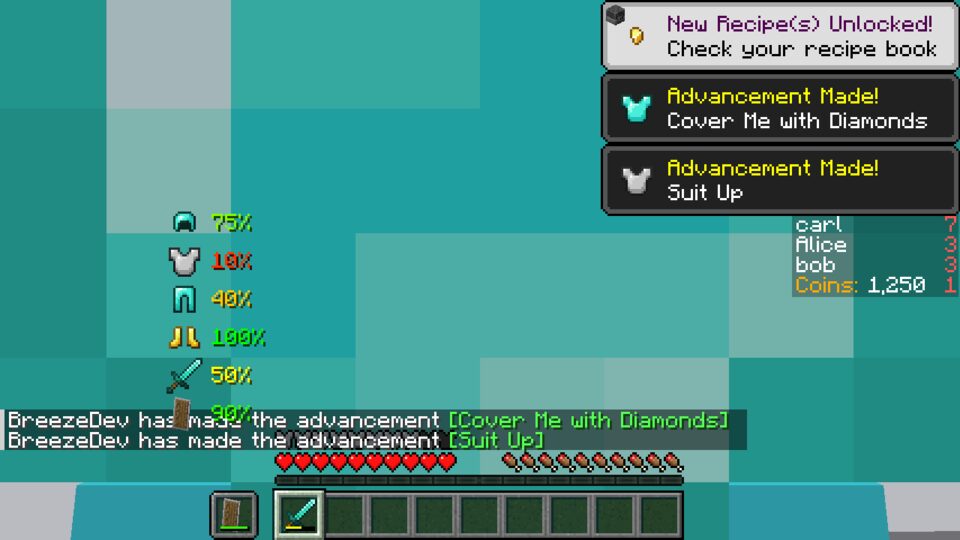 New Recipe(s) Unlocked!
Check your recipe book
Advancement Made!
Cover Me with Diamonds
Advancement Made!
Suit Up
carl 7
Alice 3
bob 3
Coins: 1,250 1
75%
10%
40%
100%
50%
90%
BreezeDev has made the advancement [Cover Me with Diamonds]
BreezeDev has made the advancement [Suit Up]